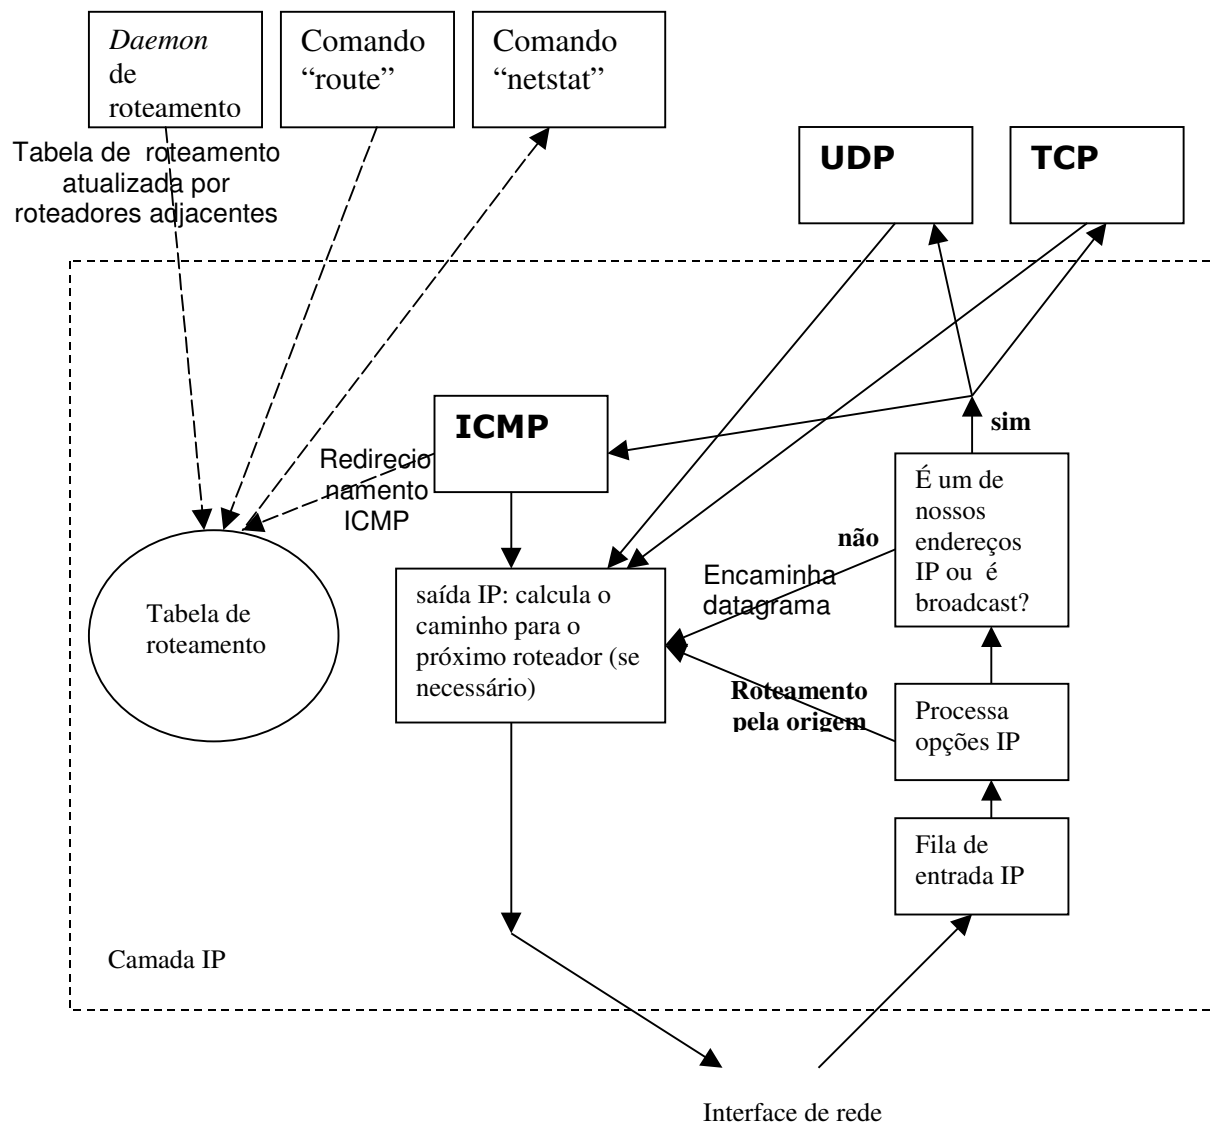 Daemon
de
roteamento
Comando
“route”
Comando
“netstat”
Tabela de roteamento
atualizada por
roteadores adjacentes
UDP
TCP
ICMP
sim
Redirecio
namento
ICMP
É um de
nossos
endereços
IP ou é
broadcast?
não
Encaminha
datagrama
saída IP: calcula o
caminho para o
próximo roteador (se
necessário)
Tabela de
roteamento
Roteamento
pela origem
Processa
opções IP
Fila de
entrada IP
Camada IP
Interface de rede